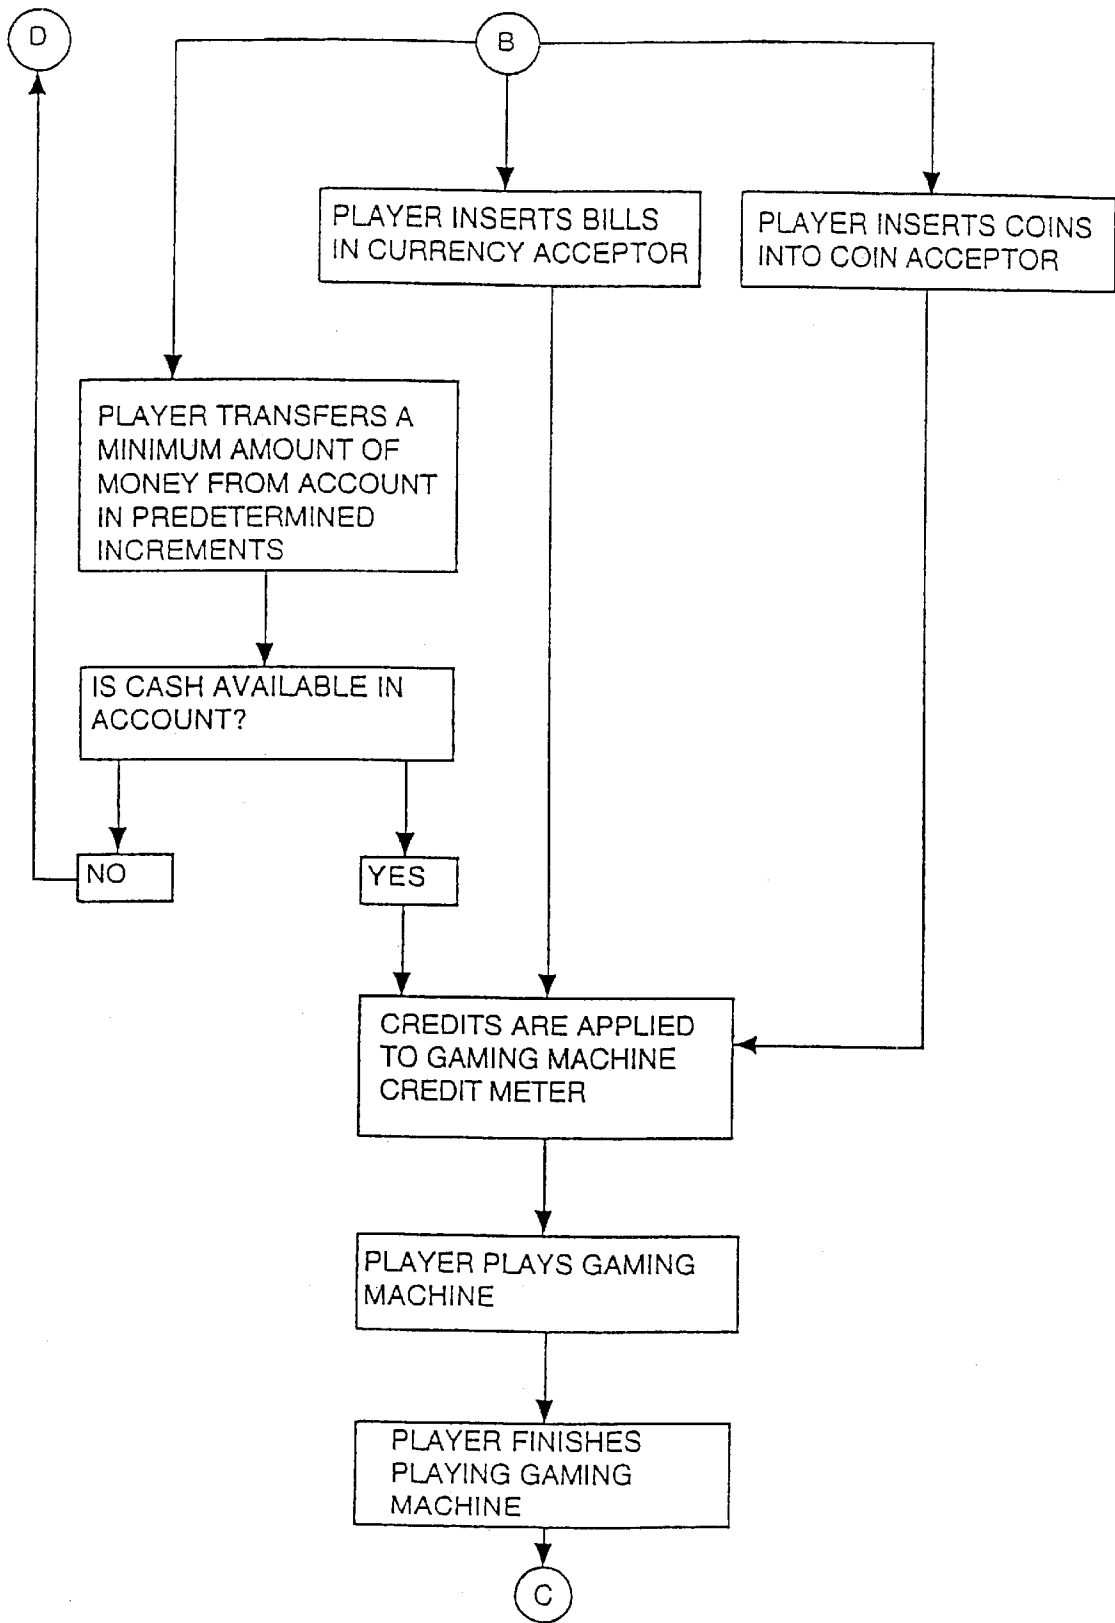 D
B
PLAYER INSERTS BILLS
IN CURRENCY ACCEPTOR
PLAYER INSERTS COINS
INTO COIN ACCEPTOR
PLAYER TRANSFERS A
MINIMUM AMOUNT OF
MONEY FROM ACCOUNT
IN PREDETERMINED
INCREMENTS
IS CASH AVAILABLE IN
ACCOUNT?
NO
YES
CREDITS ARE APPLIED
TO GAMING MACHINE
CREDIT METER
PLAYER PLAYS GAMING
MACHINE
PLAYER FINISHES
PLAYING GAMING
MACHINE
C